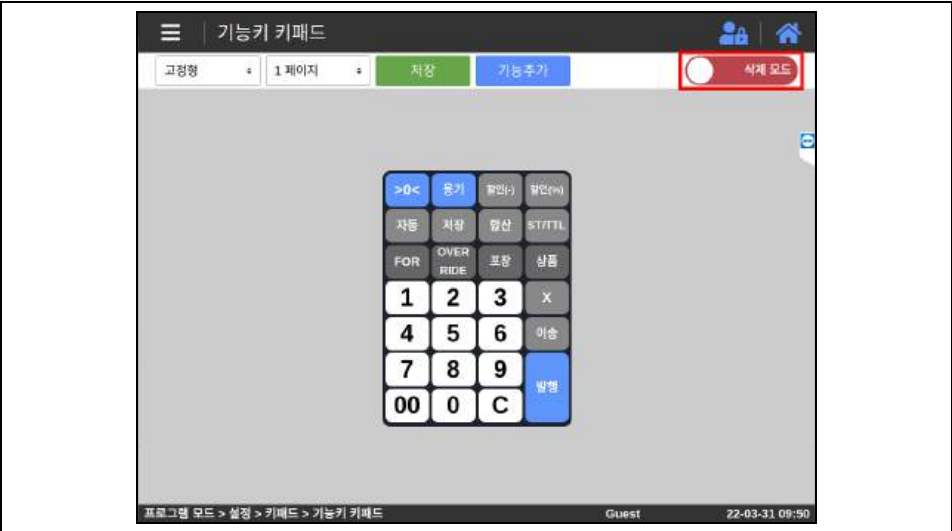 기능키 키패드
고정형 1 페이지 저장 기능추가 삭제 모드
>0< 용기 할인(-) 할인(%)
자동 저장 합산 ST/TTL
FOR OVER RIDE 포장 상품
1 2 3 X
4 5 6 이송
7 8 9 발행
00 0 C
프로그램 모드 > 설정 > 키패드 > 기능키 키패드 Guest 22-03-31 09:50